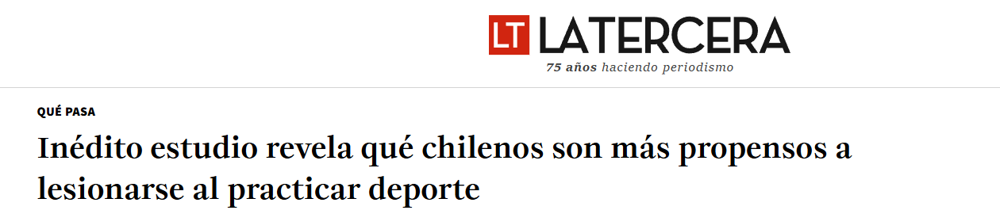 LT LATERCERA
75 años haciendo periodismo
QUÉ PASA
Inédito estudio revela qué chilenos son más propensos a
lesionarse al practicar deporte